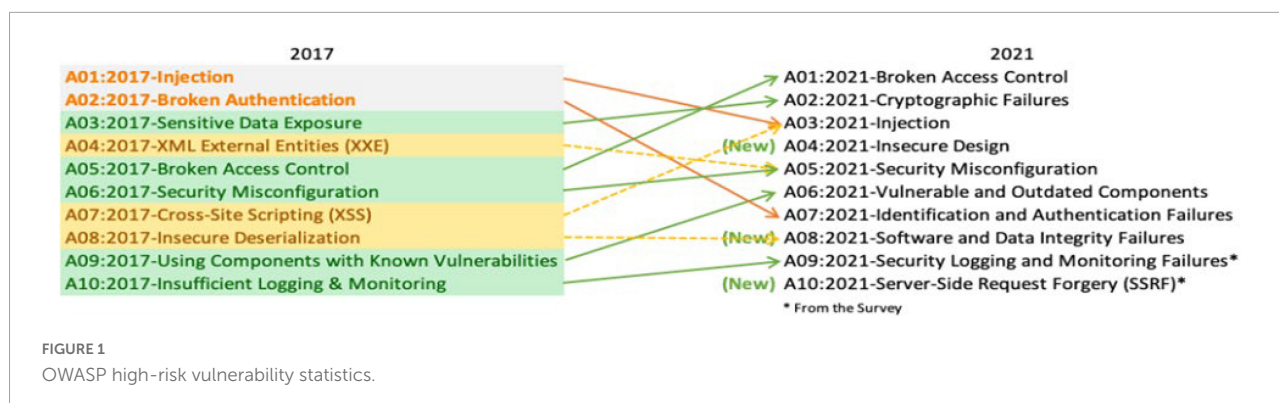 2017
A01:2017-Injection
A02:2017-Broken Authentication
A03:2017-Sensitive Data Exposure
A04:2017-XML External Entities (XXE)
A05:2017-Broken Access Control
A06:2017-Security Misconfiguration
A07:2017-Cross-Site Scripting (XSS)
A08:2017-Insecure Deserialization
A09:2017-Using Components with Known Vulnerabilities
A10:2017-Insufficient Logging & Monitoring
2021
A01:2021-Broken Access Control
A02:2021-Cryptographic Failures
A03:2021-Injection
(New) A04:2021-Insecure Design
A05:2021-Security Misconfiguration
A06:2021-Vulnerable and Outdated Components
A07:2021-Identification and Authentication Failures
(New) A08:2021-Software and Data Integrity Failures
A09:2021-Security Logging and Monitoring Failures*
(New) A10:2021-Server-Side Request Forgery (SSRF)*
* From the Survey
FIGURE 1
OWASP high-risk vulnerability statistics.